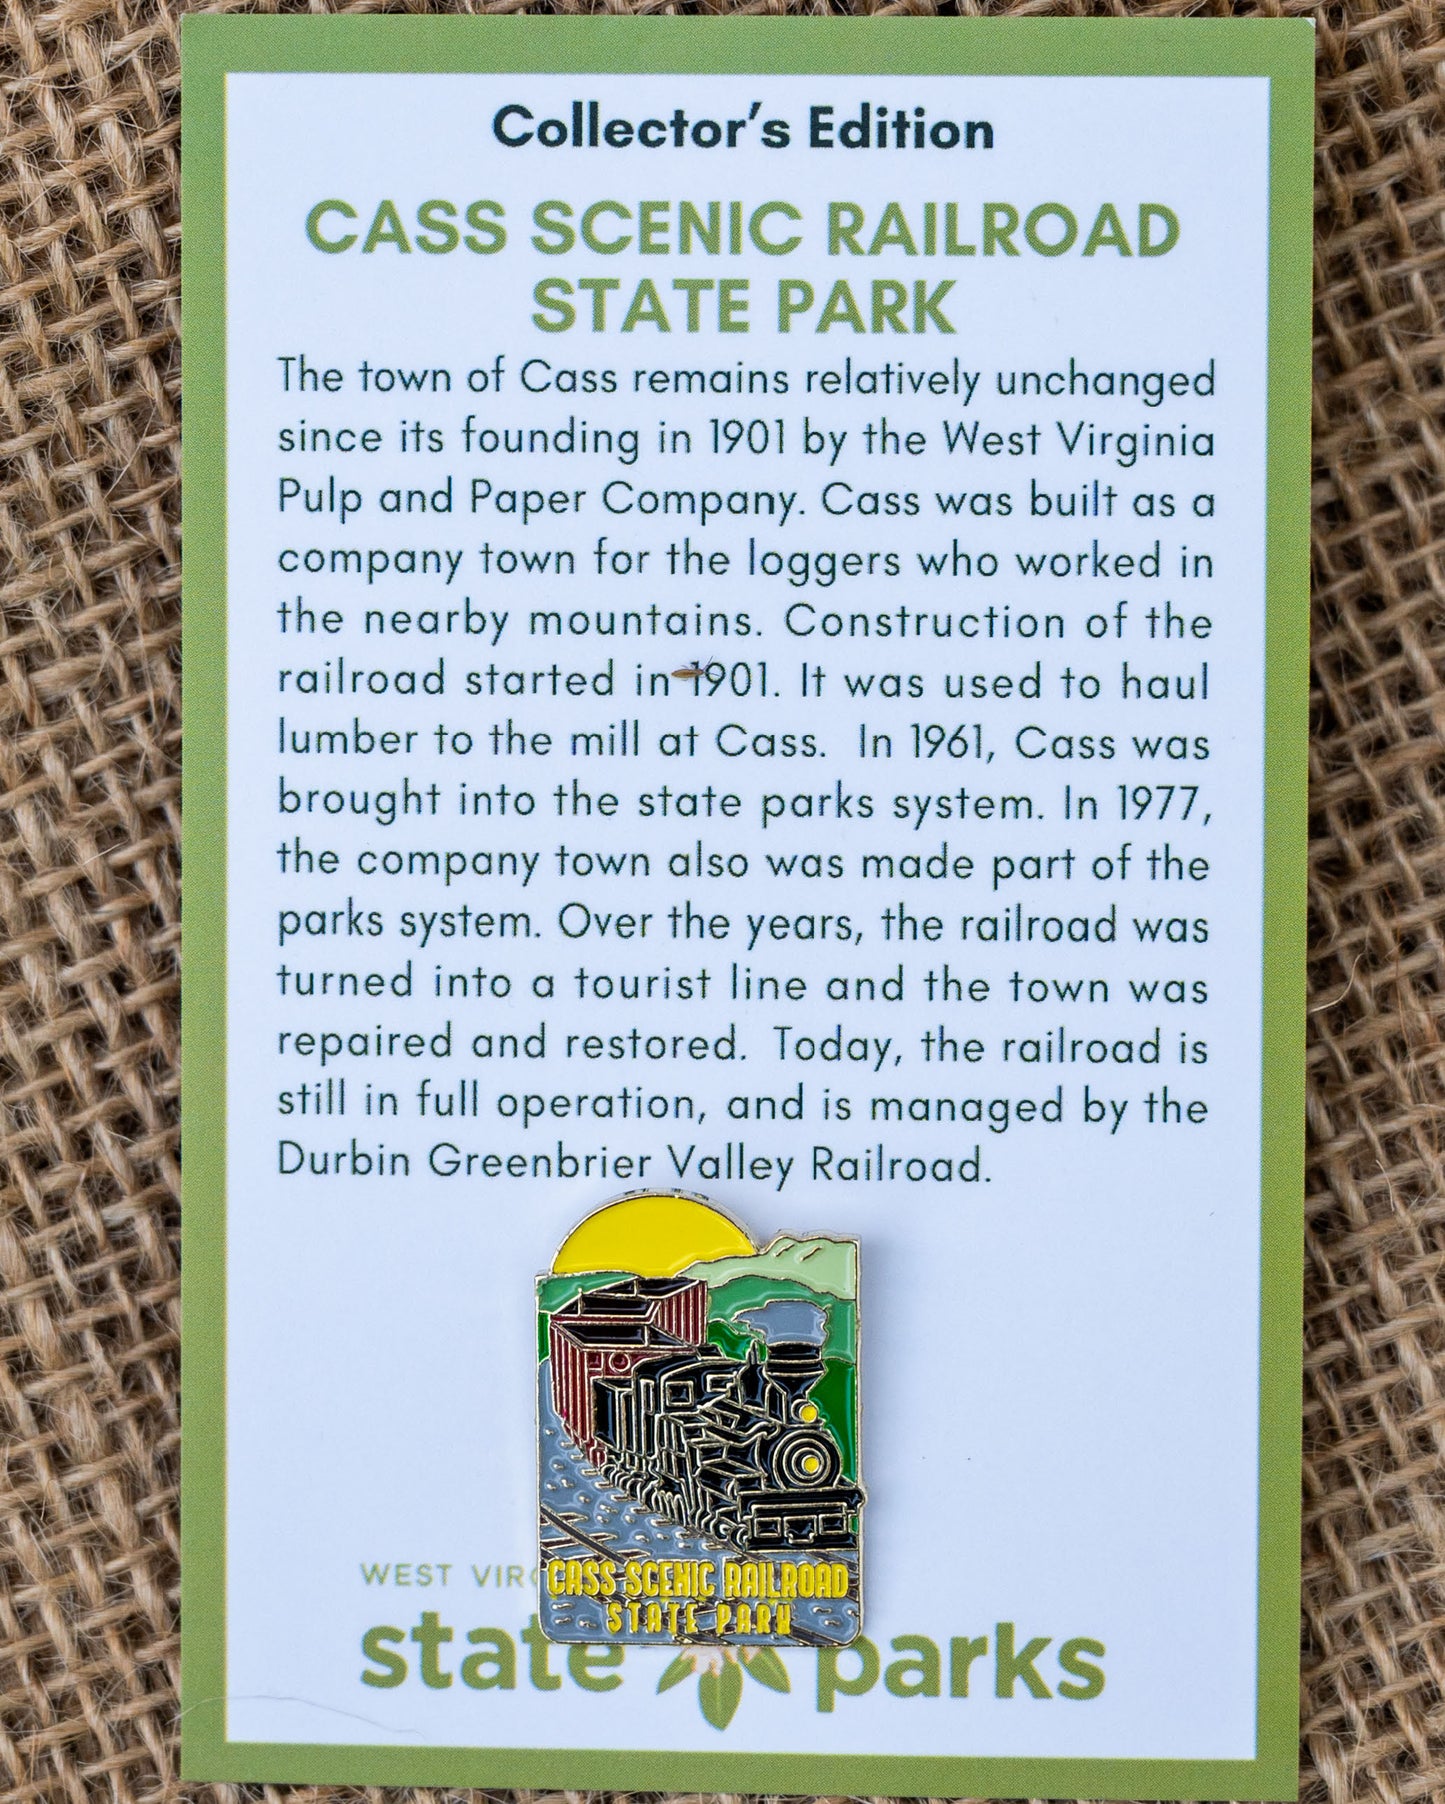 Collector's Edition
CASS SCENIC RAILROAD
STATE PARK
The town of Cass remains relatively unchanged
since its founding in 1901 by the West Virginia
Pulp and Paper Company. Cass was built as a
company town for the loggers who worked in
the nearby mountains. Construction of the
railroad started in 1901. It was used to haul
lumber to the mill at Cass. In 1961, Cass was
brought into the state parks system. In 1977,
the company town also was made part of the
parks system. Over the years, the railroad was
turned into a tourist line and the town was
repaired and restored. Today, the railroad is
still in full operation, and is managed by the
Durbin Greenbrier Valley Railroad.
CASS SCENIC RAILROAD
STATE PARK
WEST
state parks